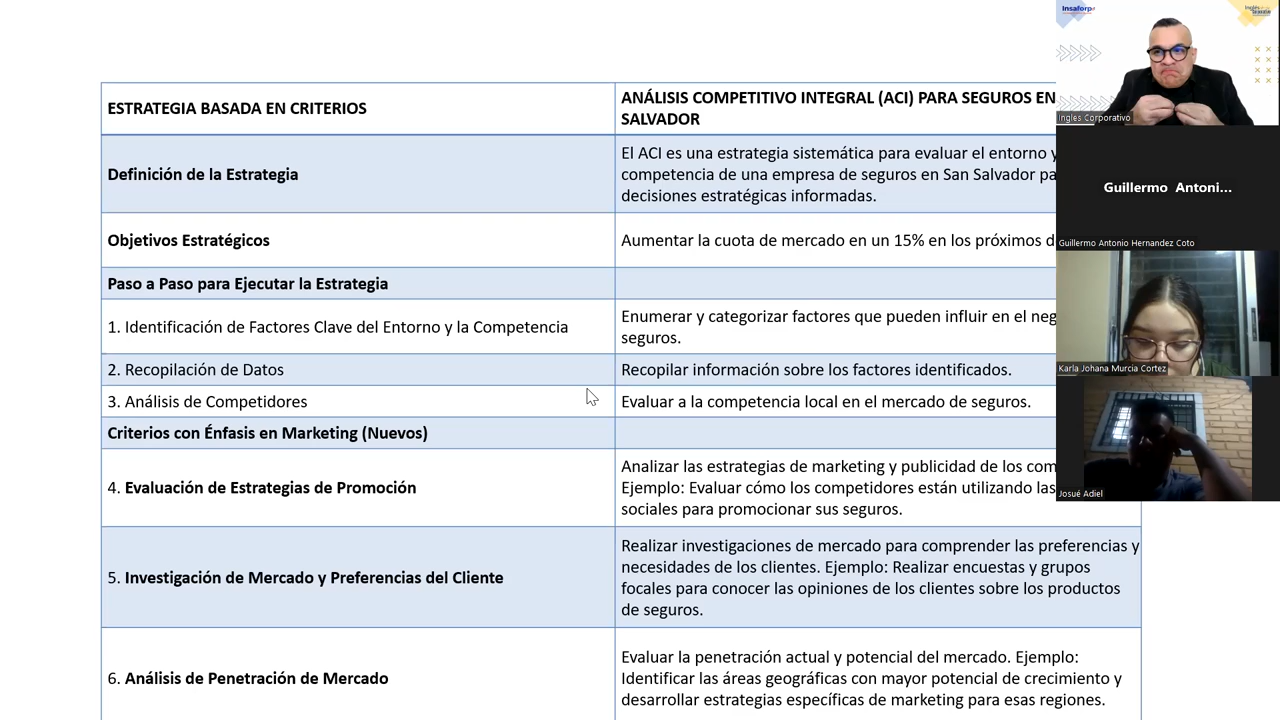 ESTRATEGIA BASADA EN CRITERIOS
ANÁLISIS COMPETITIVO INTEGRAL (ACI) PARA SEGUROS EN
SALVADOR
Definición de la Estrategia
El ACI es una estrategia sistemática para evaluar el entorno y
competencia de una empresa de seguros en San Salvador pa
decisiones estratégicas informadas.
Objetivos Estratégicos
Aumentar la cuota de mercado en un 15% en los próximos d
Paso a Paso para Ejecutar la Estrategia
1. Identificación de Factores Clave del Entorno y la Competencia
Enumerar y categorizar factores que pueden influir en el neg
seguros.
2. Recopilación de Datos
Recopilar información sobre los factores identificados.
3. Análisis de Competidores
Evaluar a la competencia local en el mercado de seguros.
Criterios con Énfasis en Marketing (Nuevos)
4. Evaluación de Estrategias de Promoción
Analizar las estrategias de marketing y publicidad de los com
Ejemplo: Evaluar cómo los competidores están utilizando las
sociales para promocionar sus seguros.
5. Investigación de Mercado y Preferencias del Cliente
Realizar investigaciones de mercado para comprender las preferencias y
necesidades de los clientes. Ejemplo: Realizar encuestas y grupos
focales para conocer las opiniones de los clientes sobre los productos
de seguros.
6. Análisis de Penetración de Mercado
Evaluar la penetración actual y potencial del mercado. Ejemplo:
Identificar las áreas geográficas con mayor potencial de crecimiento y
desarrollar estrategias específicas de marketing para esas regiones.
Insaforp
Ingles Corporativo
Guillermo Antoni...
Guillermo Antonio Hernandez Coto
Karla Johana Murcia Cortez
Josué Adiel